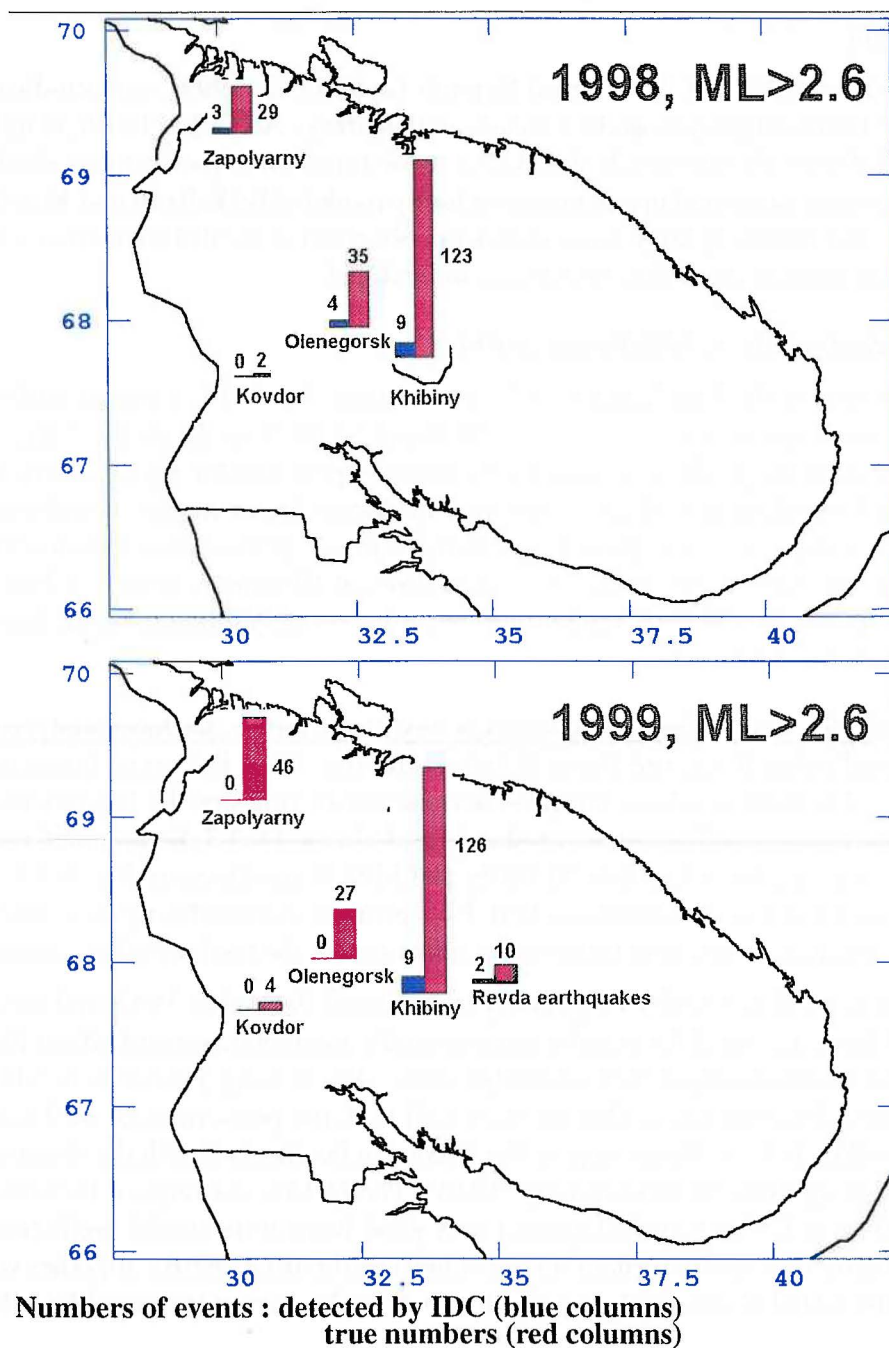 70
1998, ML>2.6
3 29
Zapolyarny
69
35
123
4
68
Olenegorsk
9
0 2
Kovdor
Khibiny
67
66
30 32.5 35 37.5 40
70
1999, ML>2.6
0 46
Zapolyarny
69
126
27
0
68
Olenegorsk
9
2 10
Khibiny
Revda earthquakes
0 4
Kovdor
67
66
30 32.5 35 37.5 40
Numbers of events : detected by IDC (blue columns)
true numbers (red columns)